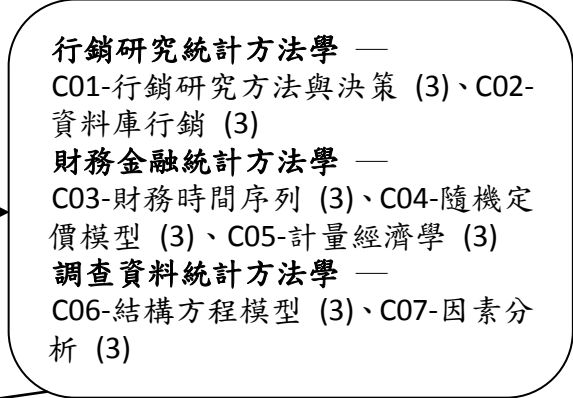 行銷研究統計方法學 —
C01-行銷研究方法與決策 (3)、C02-
資料庫行銷 (3)
財務金融統計方法學 —
C03-財務時間序列 (3)、C04-隨機定
價模型 (3)、C05-計量經濟學 (3)
調查資料統計方法學 —
C06-結構方程模型 (3)、C07-因素分
析 (3)